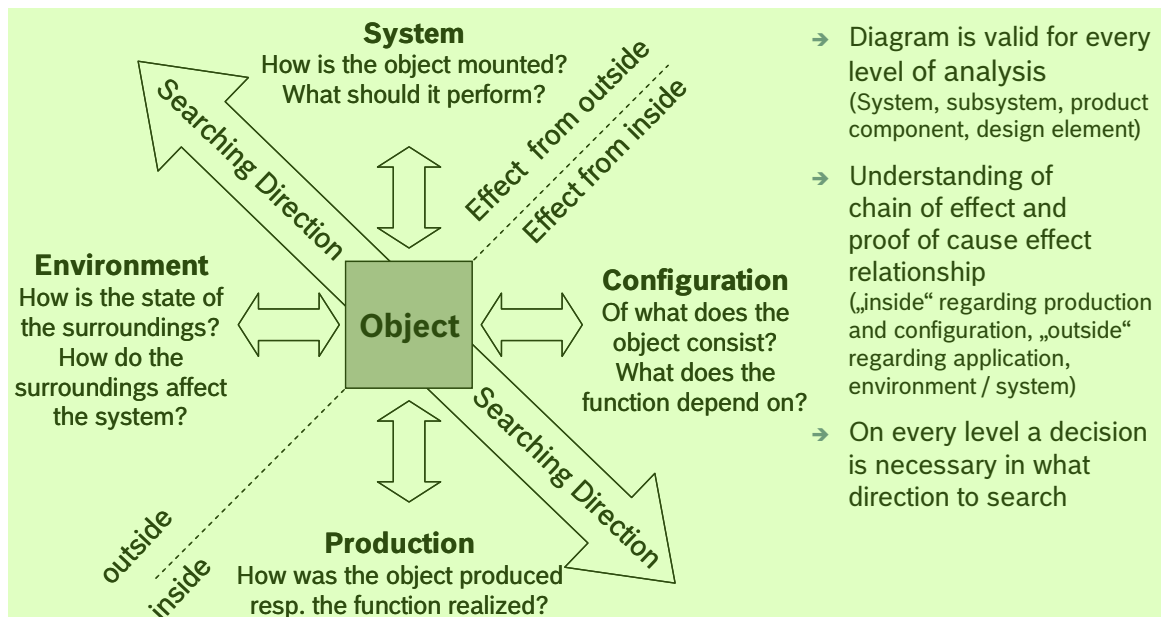 System
How is the object mounted?
What should it perform?
Searching Direction
Effect from outside
Effect from inside
Environment
How is the state of
the surroundings?
How do the
surroundings affect
the system?
Object
Configuration
Of what does the
object consist?
What does the
function depend on?
Searching Direction
outside
inside
Production
How was the object produced
resp. the function realized?
➔ Diagram is valid for every
level of analysis
(System, subsystem, product
component, design element)
➔ Understanding of
chain of effect and
proof of cause effect
relationship
(„inside“ regarding production
and configuration, „outside“
regarding application,
environment / system)
➔ On every level a decision
is necessary in what
direction to search